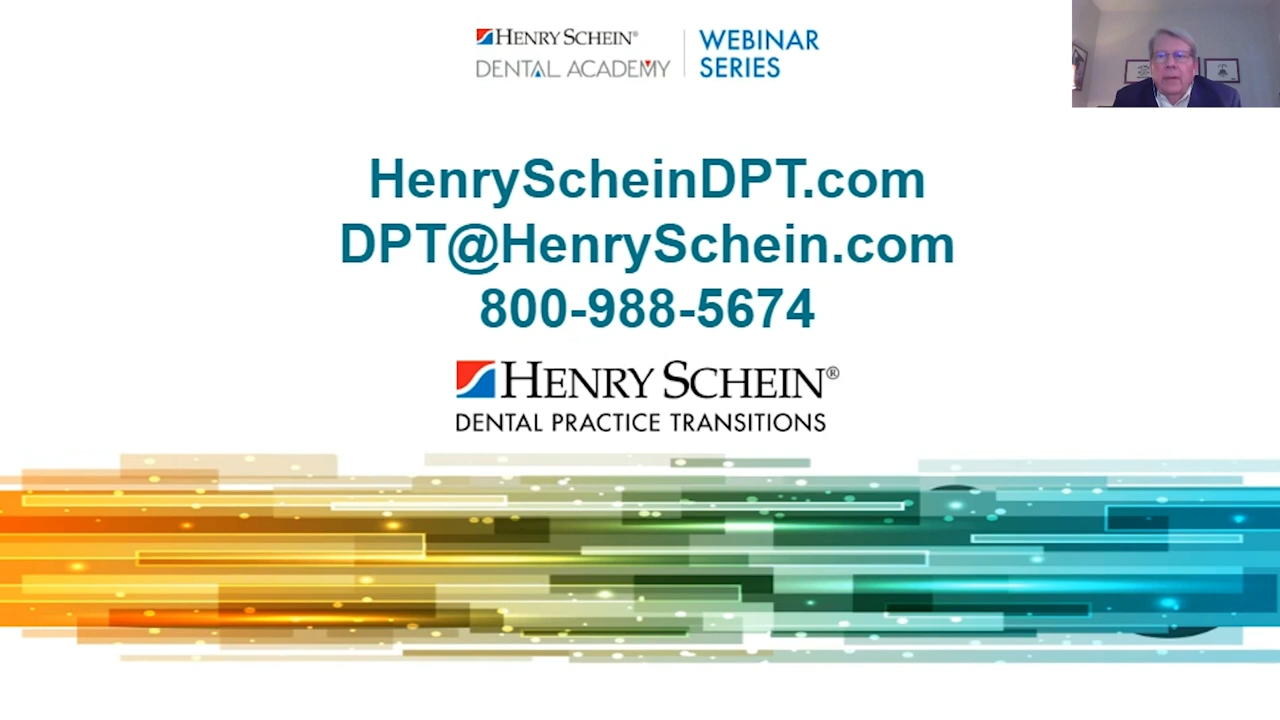 HENRY SCHEIN®
DENTAL ACADEMY
WEBINAR
SERIES
HenryScheinDPT.com
DPT@HenrySchein.com
800-988-5674
HENRY SCHEIN®
DENTAL PRACTICE TRANSITIONS